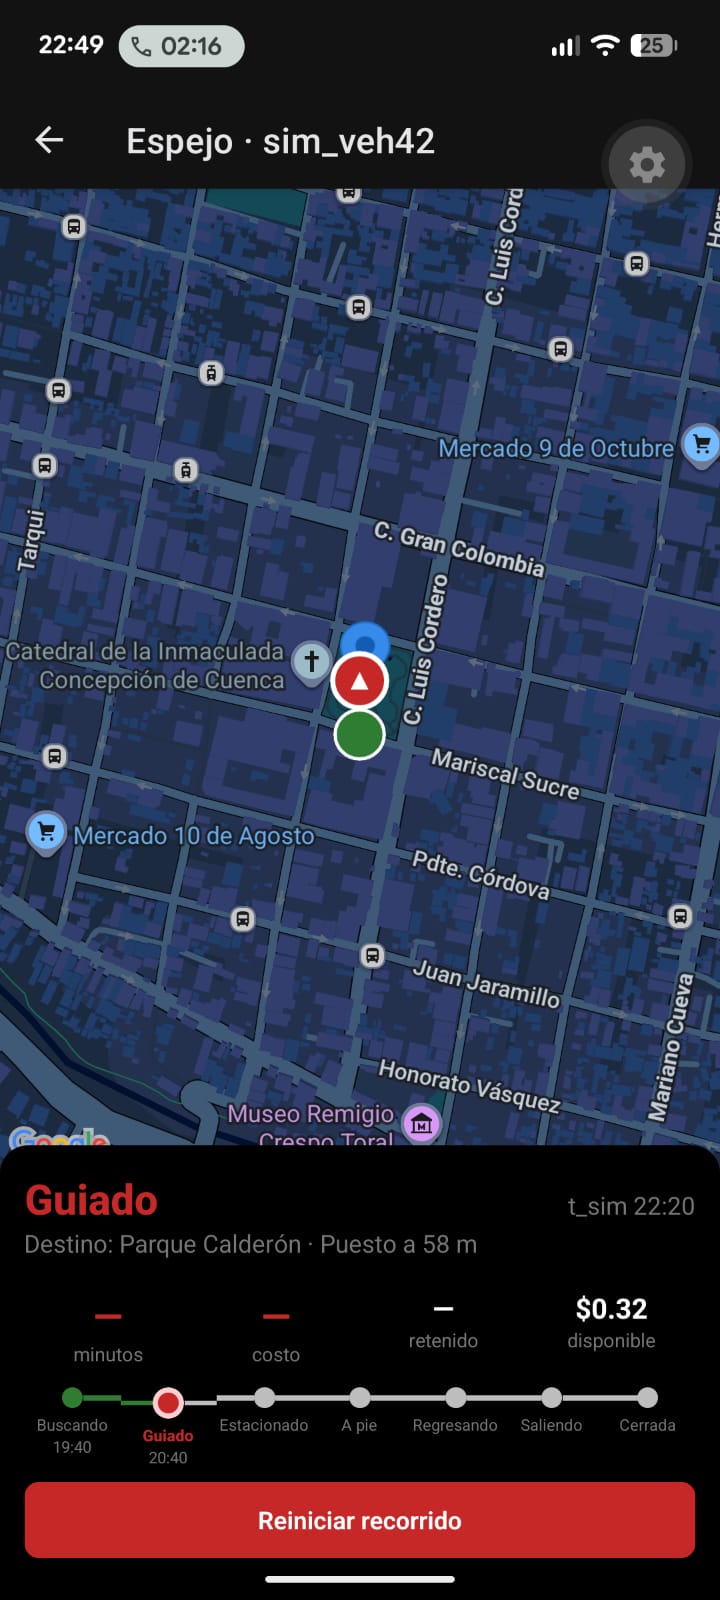 22:49
02:16
25
Espejo · sim_veh42
C. Luis Cord
Mercado 9 de Octubre
Tarqui
C. Gran Colombia
Catedral de la Inmaculada
Concepción de Cuenca
C. Luis Cordero
Mariscal Sucre
Mercado 10 de Agosto
Pdte. Córdova
Juan Jaramillo
Mariano Cueva
Honorato Vásquez
Museo Remigio
Crespo Toral
Google
Guiado
t_sim 22:20
Destino: Parque Calderón · Puesto a 58 m
— — – $0.32
minutos costo retenido disponible
Buscando Guiado Estacionado A pie Regresando Saliendo Cerrada
19:40 20:40
Reiniciar recorrido